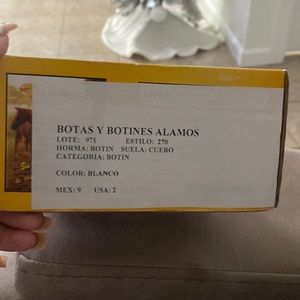 BOTAS Y BOTINES ALAMOS
LOTE: 971 ESTILO: 270
HORMA: BOTIN SUELA: CUERO
CATEGORIA: BOTIN
COLOR: BLANCO
MEX: 9 USA: 2